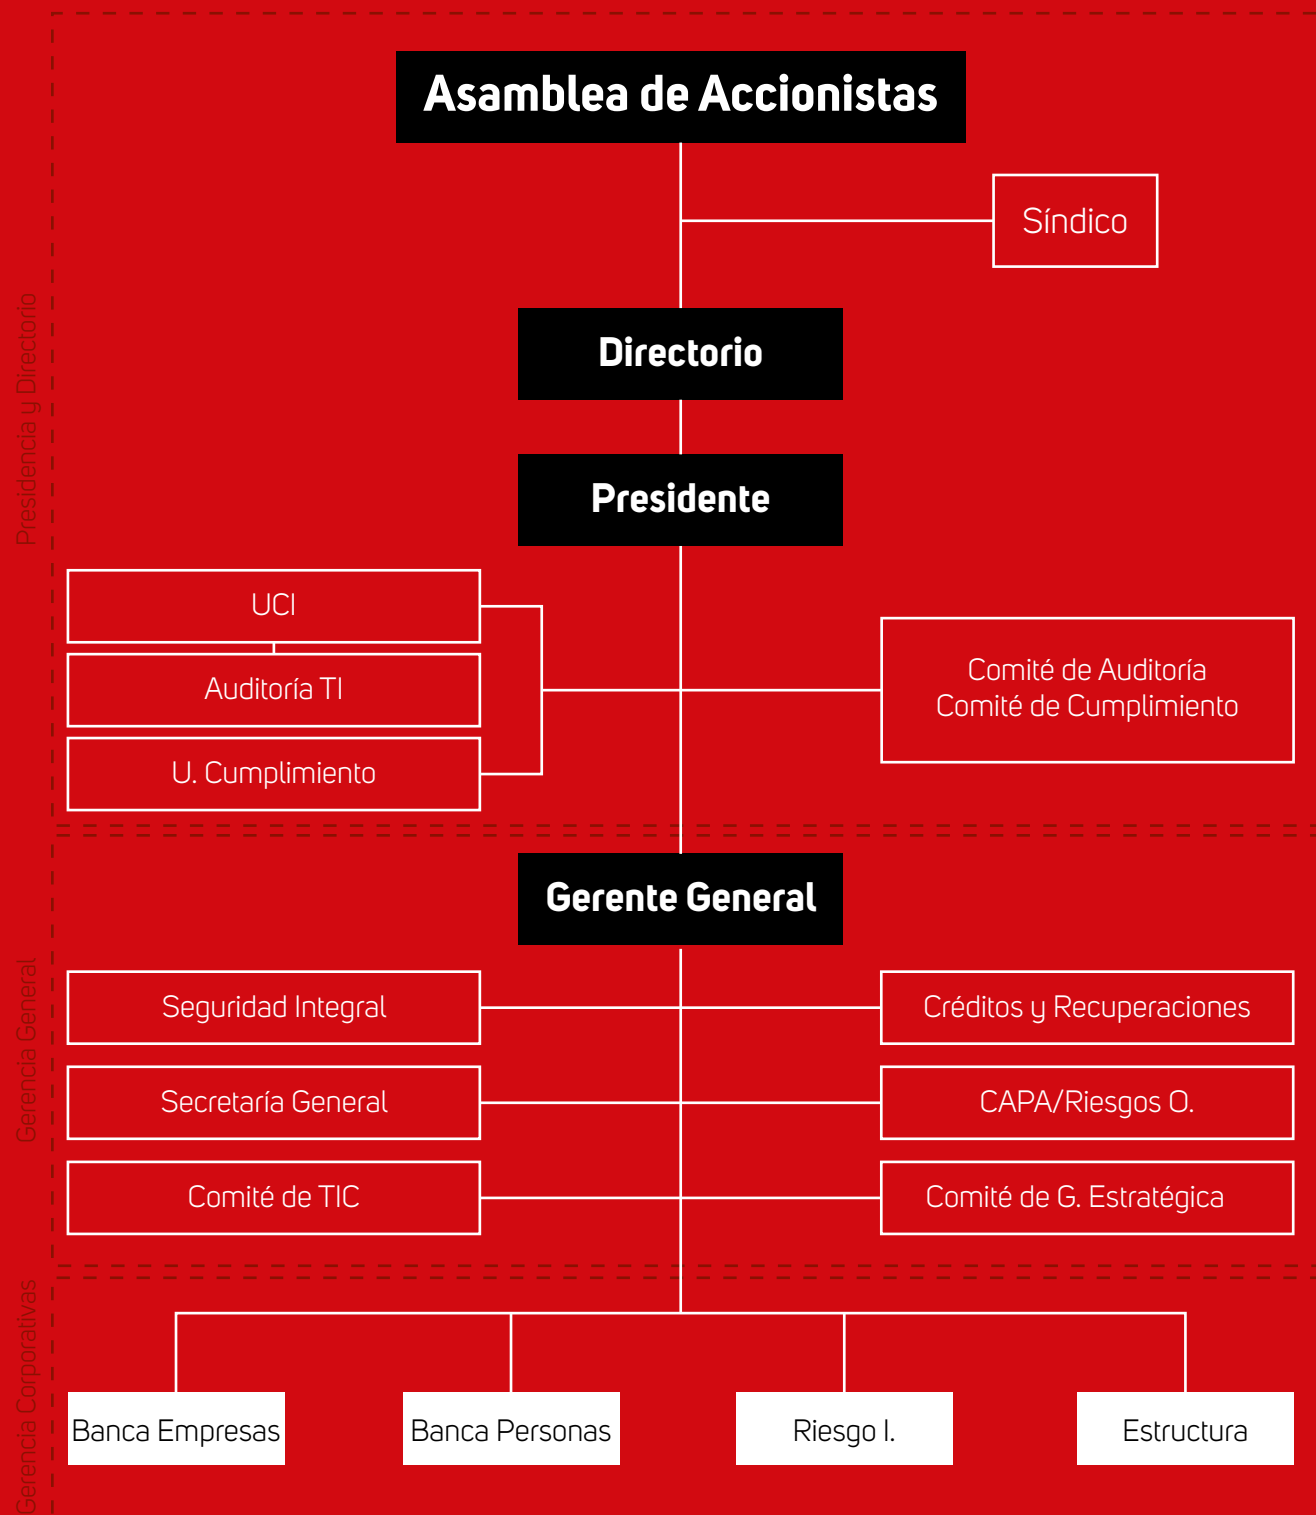 Asamblea de Accionistas
Síndico
Directorio
Presidencia y Directorio
Presidente
UCI
Auditoría TI
U. Cumplimiento
Comité de Auditoría
Comité de Cumplimiento
Gerente General
Gerencia General
Seguridad Integral
Créditos y Recuperaciones
Secretaría General
CAPA/Riesgos O.
Comité de TIC
Comité de G. Estratégica
Gerencia Corporativas
Banca Empresas
Banca Personas
Riesgo I.
Estructura